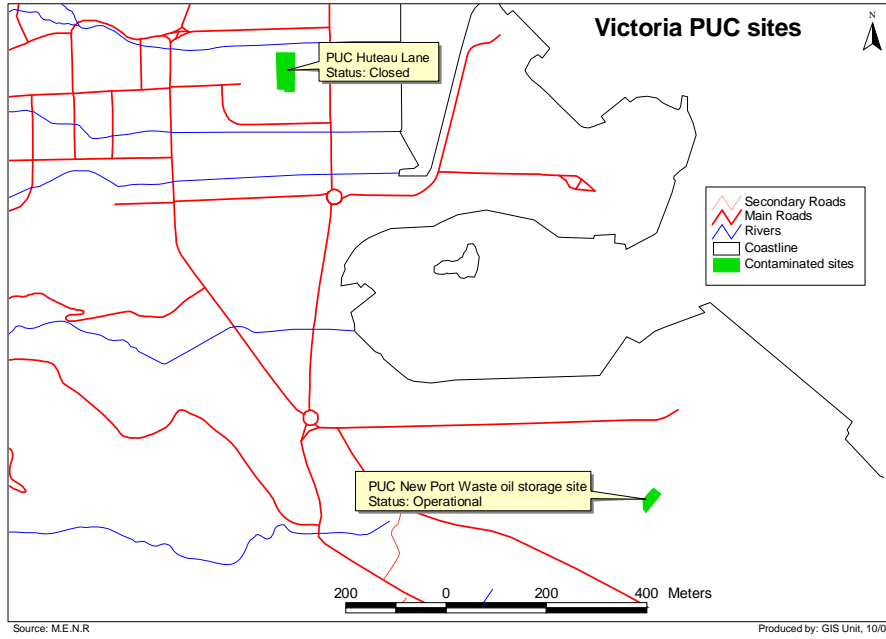 Victoria PUC sites
N
PUC Huteau Lane
Status: Closed
Secondary Roads
Main Roads
Rivers
Coastline
Contaminated sites
PUC New Port Waste oil storage site
Status: Operational
200 0 200 400 Meters
Source: M.E.N.R
Produced by: GIS Unit, 10/0